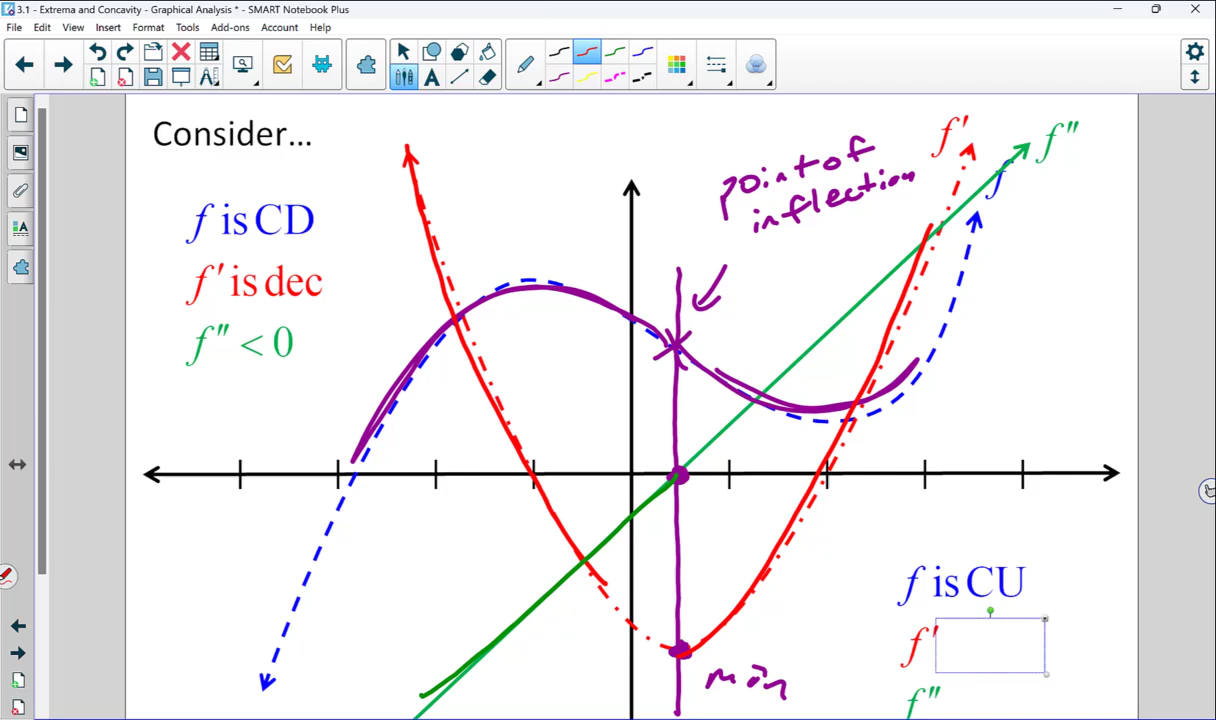 3.1 - Extrema and Concavity - Graphical Analysis * - SMART Notebook Plus
File Edit View Insert Format Tools Add-ons Account Help
Consider...
f' f f''
point of
inflection
f is CD
f' is dec
f'' < 0
f is CU
f'
min
f''